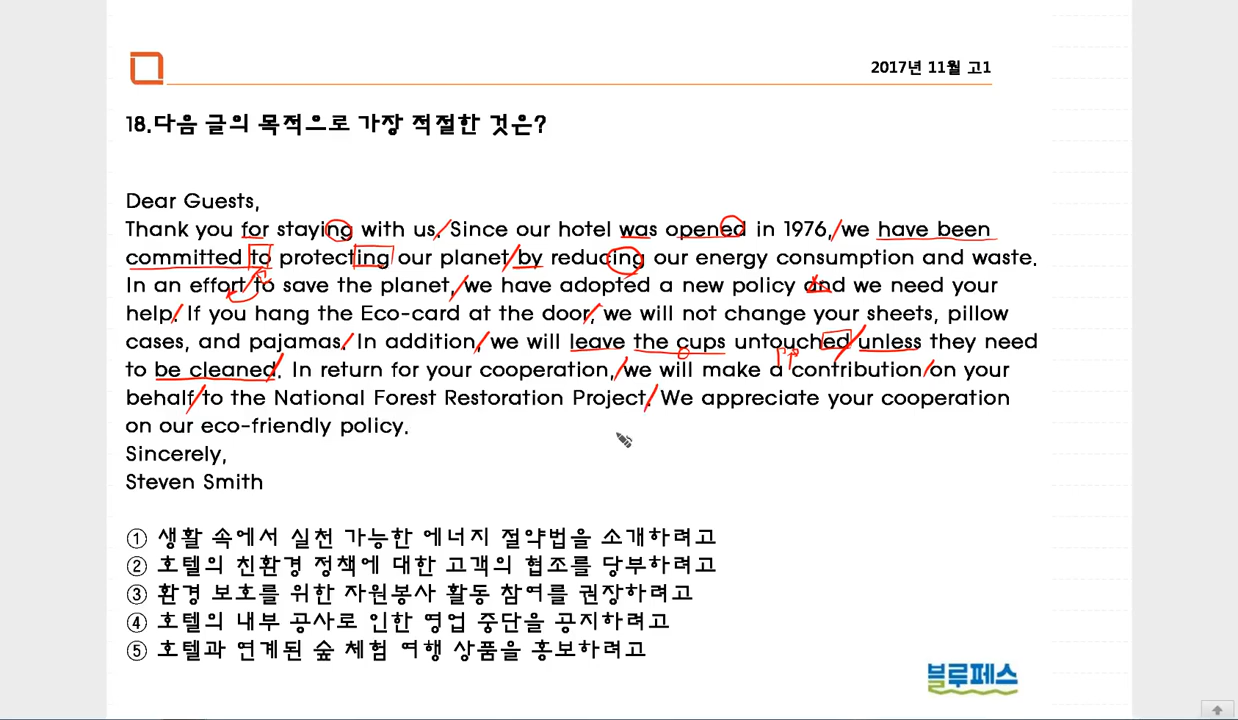 2017년 11월 고1
18.다음 글의 목적으로 가장 적절한 것은?
Dear Guests,
Thank you for staying with us. Since our hotel was opened in 1976, we have been
committed to protecting our planet by reducing our energy consumption and waste.
In an effort to save the planet, we have adopted a new policy and we need your
help. If you hang the Eco-card at the door, we will not change your sheets, pillow
cases, and pajamas. In addition, we will leave the cups untouched unless they need
to be cleaned. In return for your cooperation, we will make a contribution on your
behalf to the National Forest Restoration Project. We appreciate your cooperation
on our eco-friendly policy.
Sincerely,
Steven Smith
① 생활 속에서 실천 가능한 에너지 절약법을 소개하려고
② 호텔의 친환경 정책에 대한 고객의 협조를 당부하려고
③ 환경 보호를 위한 자원봉사 활동 참여를 권장하려고
④ 호텔의 내부 공사로 인한 영업 중단을 공지하려고
⑤ 호텔과 연계된 숲 체험 여행 상품을 홍보하려고
블루페스